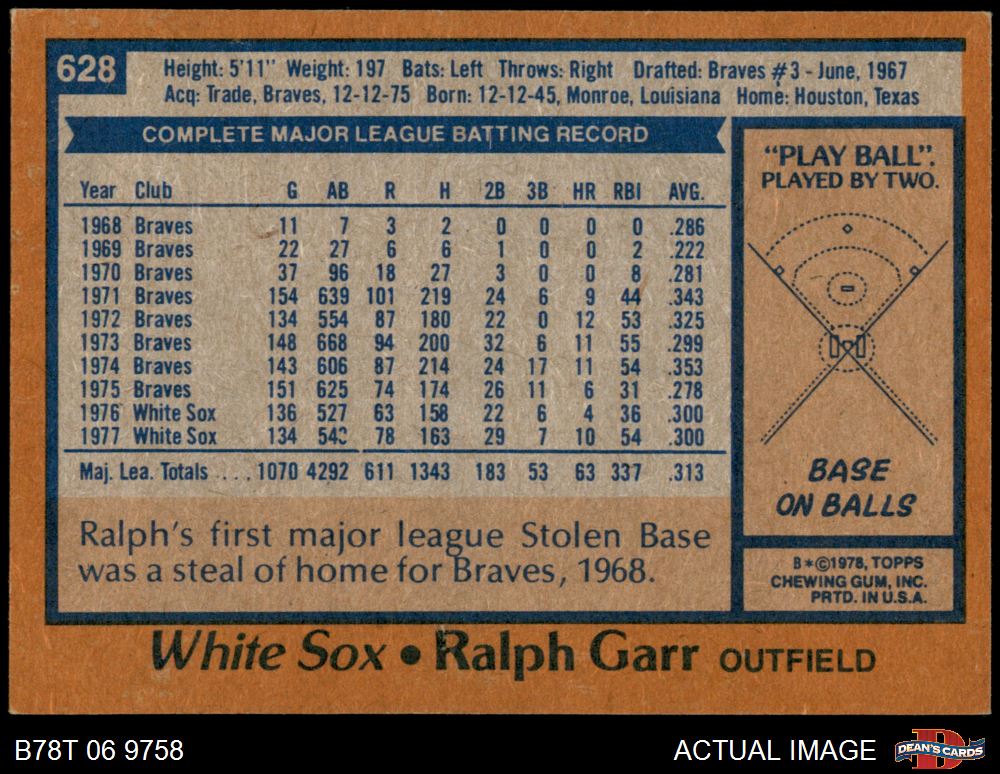 628
Height: 5'11" Weight: 197 Bats: Left Throws: Right Drafted: Braves #3 - June, 1967
Acq: Trade, Braves, 12-12-75 Born: 12-12-45, Monroe, Louisiana Home: Houston, Texas
COMPLETE MAJOR LEAGUE BATTING RECORD
Year Club G AB R H 2B 3B HR RBI AVG.
1968 Braves 11 7 3 2 0 0 0 0 .286
1969 Braves 22 27 6 6 1 0 0 2 .222
1970 Braves 37 96 18 27 3 0 0 8 .281
1971 Braves 154 639 101 219 24 6 9 44 .343
1972 Braves 134 554 87 180 22 0 12 53 .325
1973 Braves 148 668 94 200 32 6 11 55 .299
1974 Braves 143 606 87 214 24 17 11 54 .353
1975 Braves 151 625 74 174 26 11 6 31 .278
1976 White Sox 136 527 63 158 22 6 4 36 .300
1977 White Sox 134 78 163 29 7 10 54 .300
Maj. Lea. Totals .... 1070 4292 611 1343 183 53 63 337 .313
Ralph's first major league Stolen Base
was a steal of home for Braves, 1968.
"PLAY BALL".
PLAYED BY TWO.
BASE
ON BALLS
B*©1978, TOPPS
CHEWING GUM, INC.
PRTD. IN U.S.A.
White Sox • Ralph Garr OUTFIELD
B78T 06 9758
ACTUAL IMAGE
DEAN'S CARDS